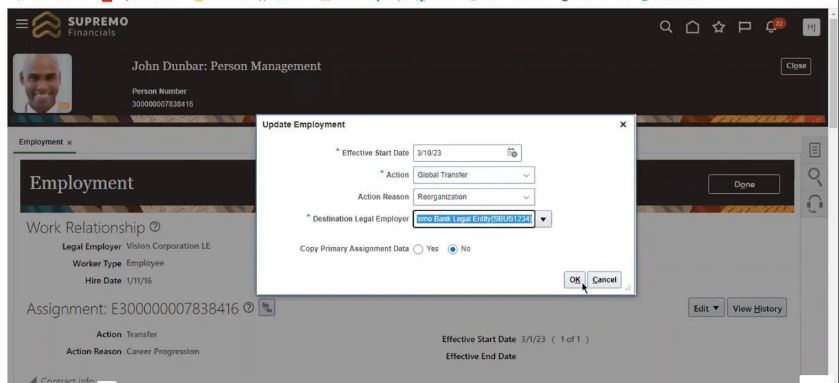 SUPREMO
Financials
22
HJ
John Dunbar: Person Management
Close
Person Number
300000007838416
Update Employment
Employment x
* Effective Start Date 3/10/23
* Action Global Transfer
Employment
Done
Action Reason Reorganization
* Destination Legal Employer emo Bank Legal Entity(SBUS1234)
Work Relationship
Legal Employer Vision Corporation LE
Copy Primary Assignment Data Yes No
Worker Type Employee
Hire Date 1/11/16
OK Cancel
Assignment: E300000007838416
Edit View History
Action Transfer
Effective Start Date 3/1/23 ( 1 of 1 )
Action Reason Career Progression
Effective End Date
Contract Info